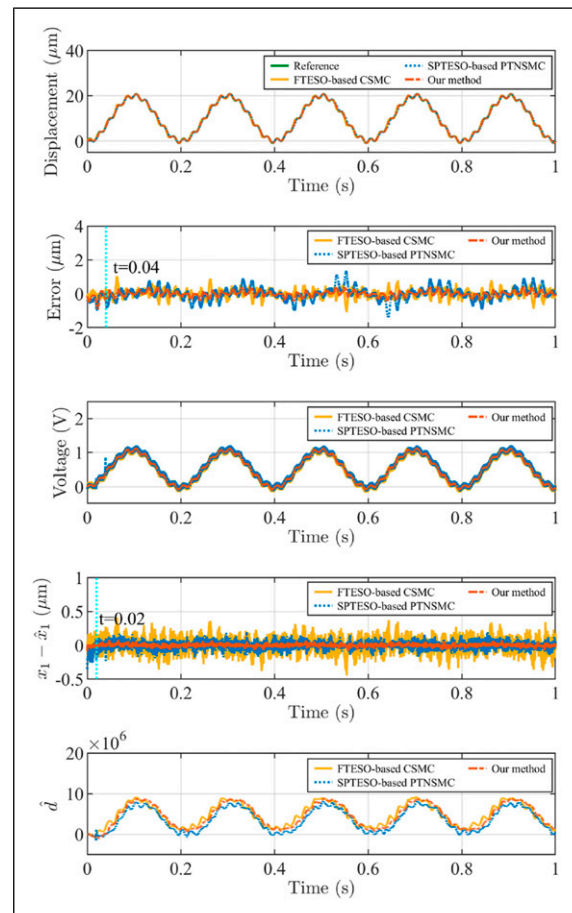 Displacement (μm)
40
20
0
Reference
SPTESO-based PTNSMC
FTESO-based CSMC
Our method
0 0.2 0.4 0.6 0.8 1
Time (s)
Error (μm)
4
2
0
-2
t=0.04
FTESO-based CSMC
Our method
SPTESO-based PTNSMC
0 0.2 0.4 0.6 0.8 1
Time (s)
Voltage (V)
2
1
0
FTESO-based CSMC
Our method
SPTESO-based PTNSMC
0 0.2 0.4 0.6 0.8 1
Time (s)
x₁ − x̂₁ (μm)
1
0.5
0
-0.5
t=0.02
FTESO-based CSMC
Our method
SPTESO-based PTNSMC
0 0.2 0.4 0.6 0.8 1
Time (s)
×10⁶
d̂
20
10
0
FTESO-based CSMC
Our method
SPTESO-based PTNSMC
0 0.2 0.4 0.6 0.8 1
Time (s)